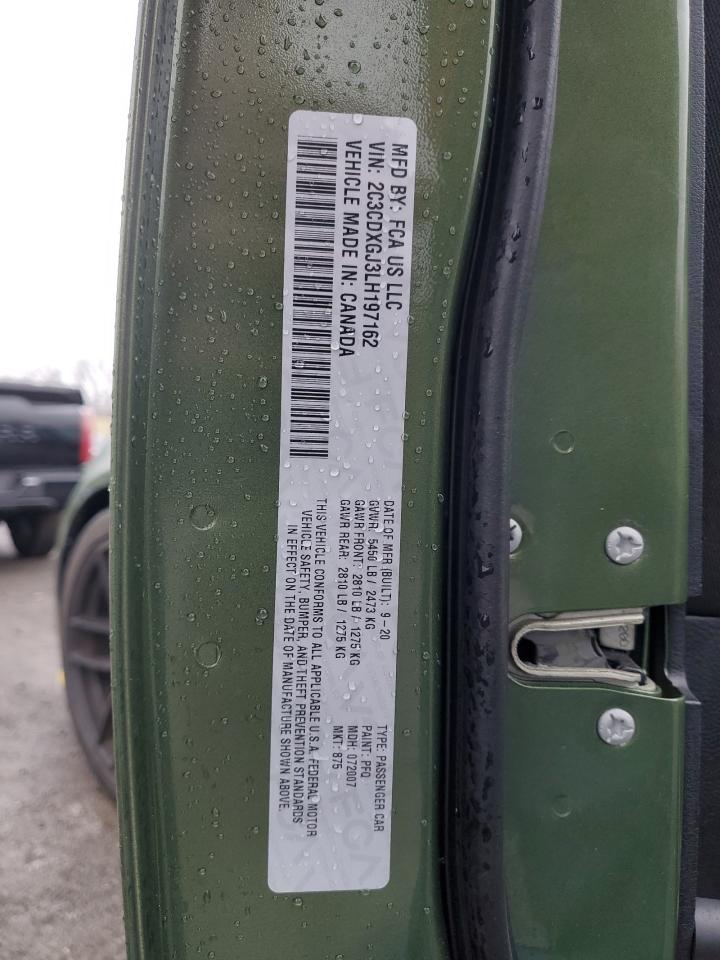 MFD BY: FCA US LLC
VIN: 2C3CDXGJ3LH197162
VEHICLE MADE IN: CANADA
DATE OF MFR (BUILT): 9-20
GVWR: 5450 LB / 2473 KG
GAWR FRONT: 2810 LB / 1275 KG
GAWR REAR: 2810 LB / 1275 KG
TYPE: PASSENGER CAR
PAINT: PFQ
MDH: 072007
MKT: 875
THIS VEHICLE CONFORMS TO ALL APPLICABLE U.S.A. FEDERAL MOTOR
VEHICLE SAFETY, BUMPER, AND THEFT PREVENTION STANDARDS
IN EFFECT ON THE DATE OF MANUFACTURE SHOWN ABOVE.